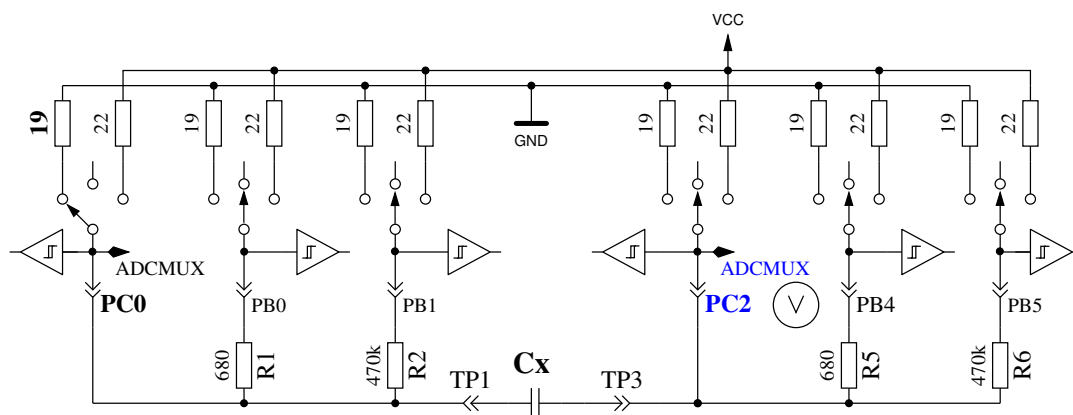 VCC
19
22
19
22
19
22
GND
19
22
19
22
19
22
ADCMUX
ADCMUX
PC0
PB0
PB1
PC2
V
PB4
PB5
680
R1
470k
R2
TP1
Cx
TP3
680
R5
470k
R6